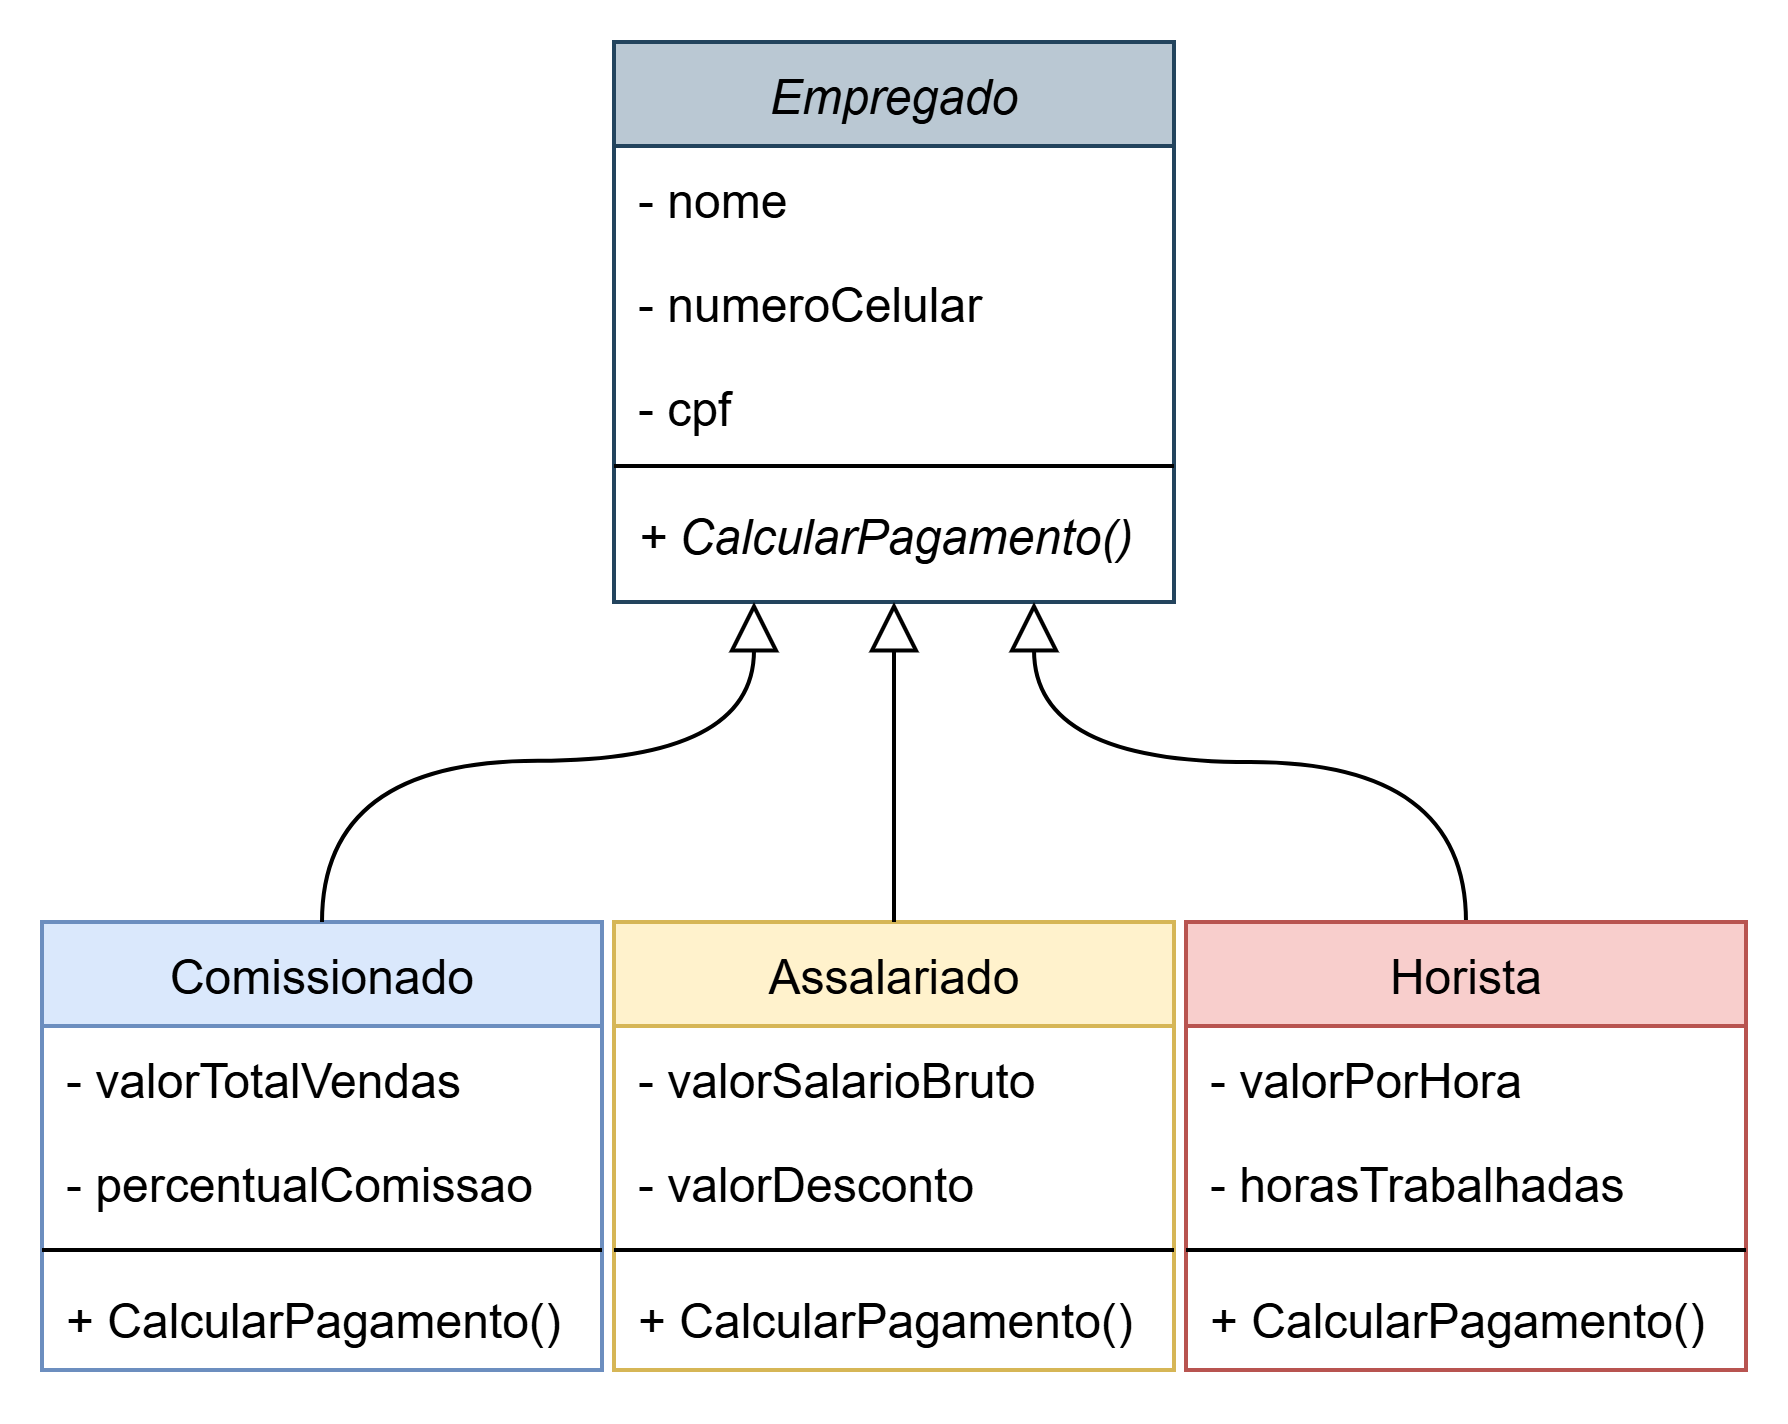 Empregado
- nome
- numeroCelular
- cpf
+ CalcularPagamento()
Comissionado
- valorTotalVendas
- percentualComissao
+ CalcularPagamento()
Assalariado
- valorSalarioBruto
- valorDesconto
+ CalcularPagamento()
Horista
- valorPorHora
- horasTrabalhadas
+ CalcularPagamento()